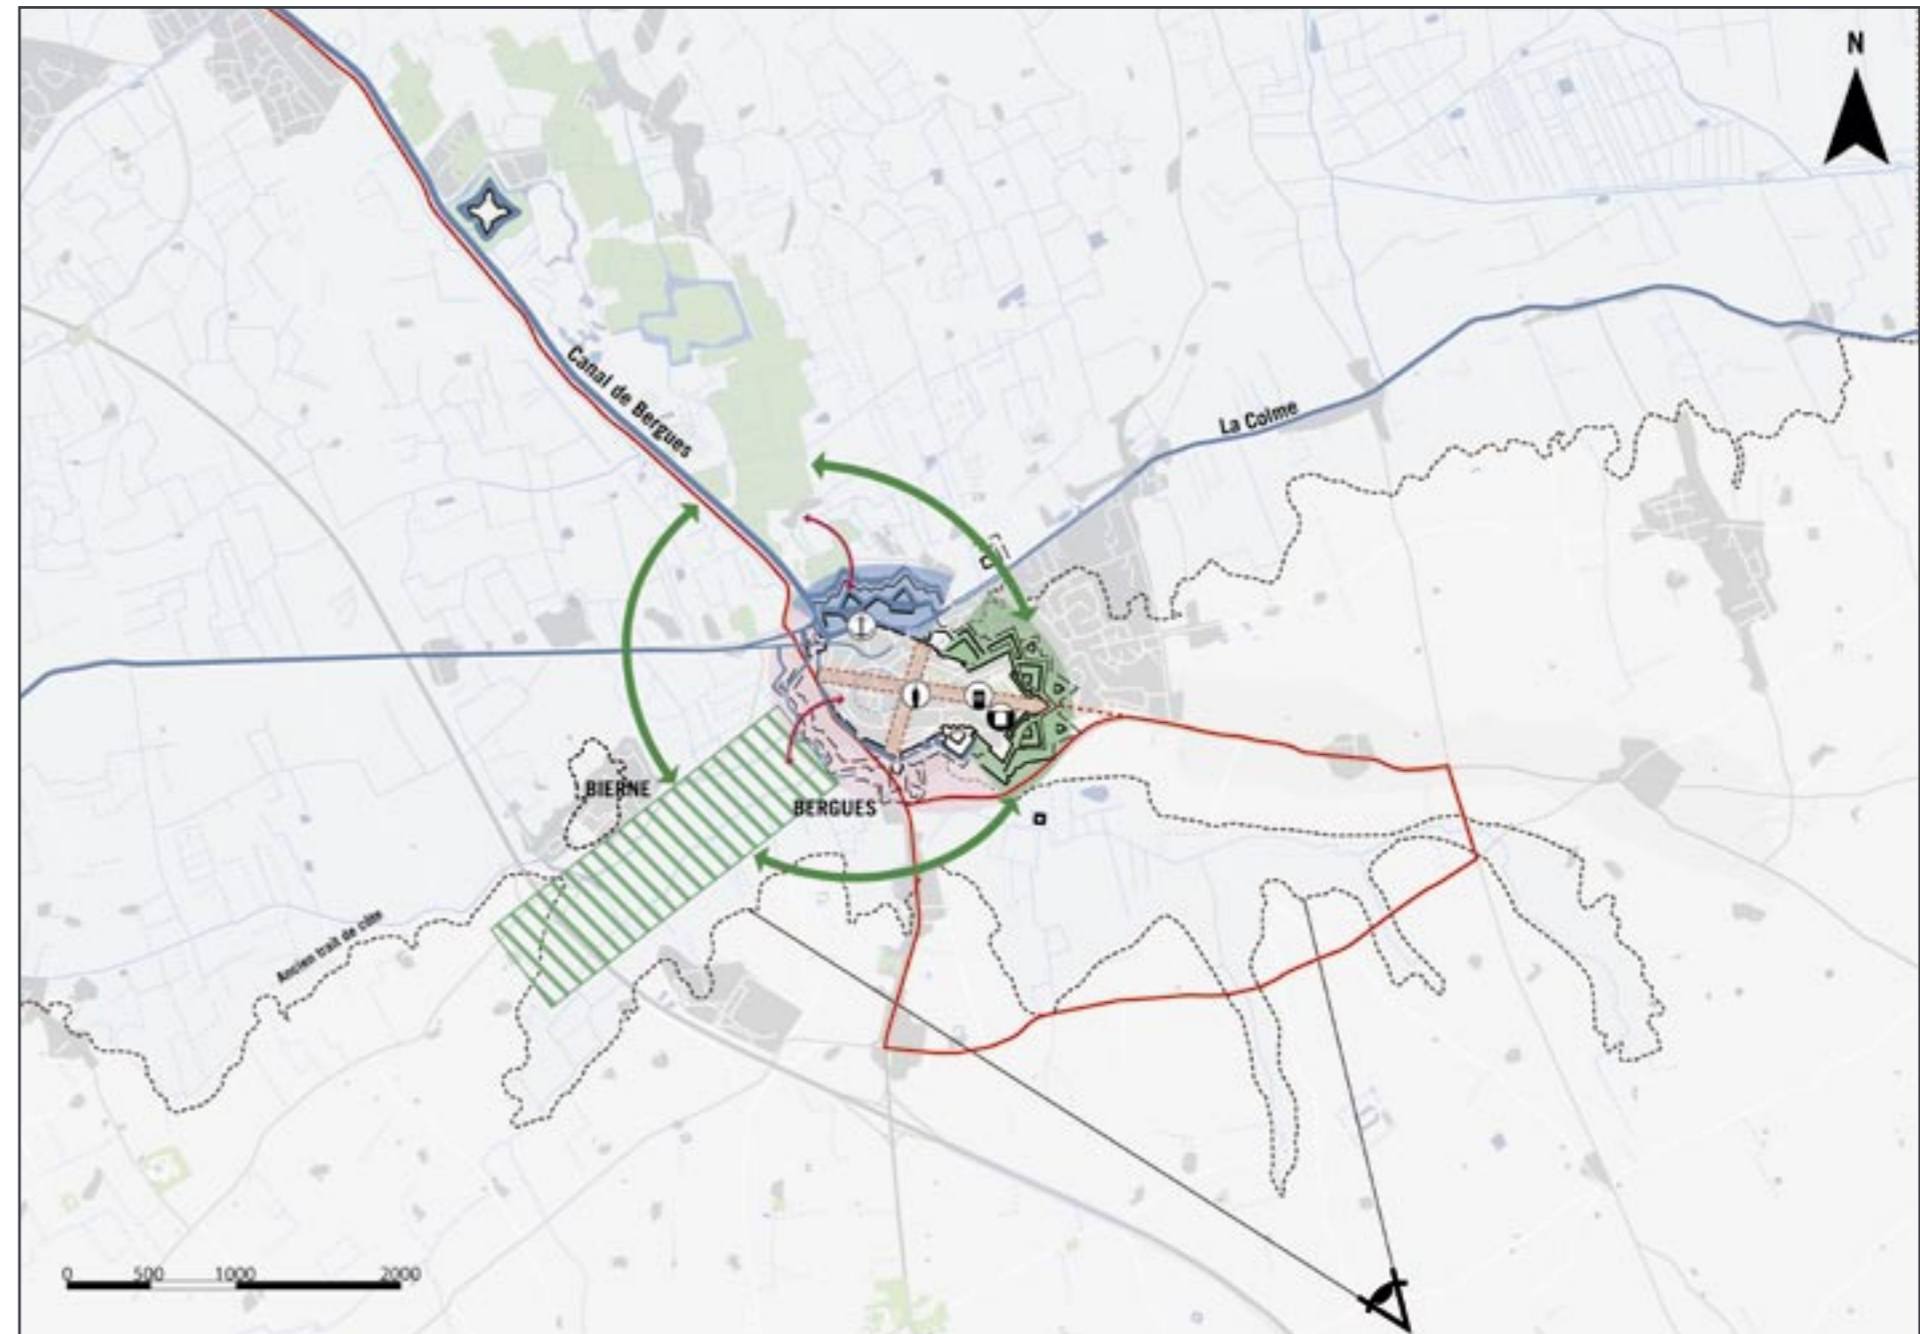 N
Canal de Bergues
La Colme
BIERNE
BERGUES
Ancien trait de côte
0 500 1000 2000